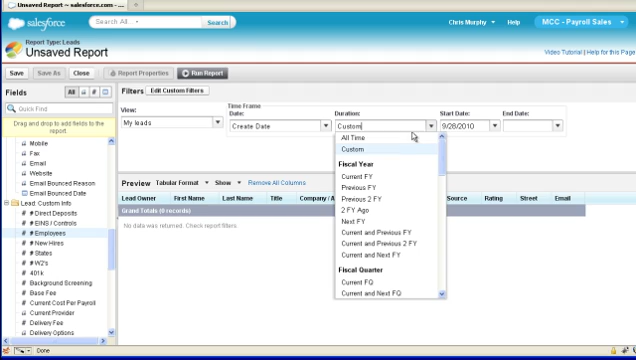 Unsaved Report ~ salesforce.com - ...
salesforce
Search All...
Search
Chris Murphy
Help
MCC - Payroll Sales
Report Type: Leads
Unsaved Report
Video Tutorial | Help for this Page
Save
Save As
Close
Report Properties
Run Report
Fields
All
#
Filters
Edit Custom Filters
Quick Find
Drag and drop to add fields to the report
View:
My leads
Time Frame
Date:
Create Date
Duration:
Custom
Start Date:
9/28/2010
End Date:
All Time
Custom
Fiscal Year
Current FY
Previous FY
Previous 2 FY
2 FY Ago
Next FY
Current and Previous FY
Current and Previous 2 FY
Current and Next FY
Fiscal Quarter
Current FQ
Current and Next FQ
Mobile
Fax
Email
Website
Email Bounced Reason
Email Bounced Date
Lead: Custom Info
# # Direct Deposits
# # EINS / Controls
# # Employees
# # New Hires
# # States
# # W2's
401k
Background Screening
# Base Fee
# Current Cost Per Payroll
Current Provider
# Delivery Fee
Delivery Options
Preview
Tabular Format
Show
Remove All Columns
Lead Owner
First Name
Last Name
Title
Company / A
Source
Rating
Street
Email
Grand Totals (0 records)
No data was returned. Check report filters.
Done